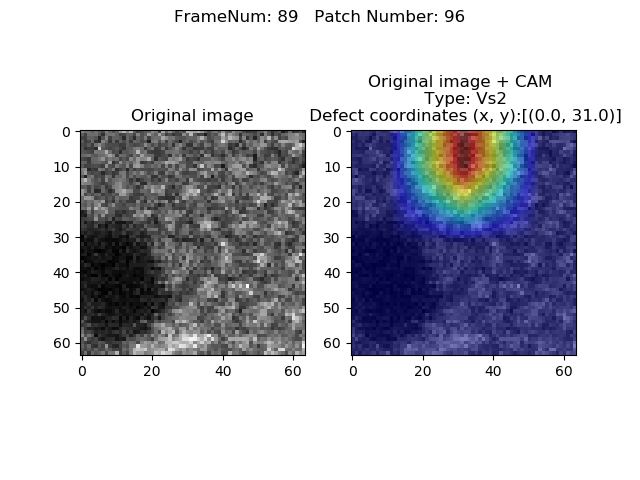 FrameNum: 89   Patch Number: 96
Original image
Original image + CAM
Type: Vs2
Defect coordinates (x, y):[(0.0, 31.0)]
0
10
20
30
40
50
60
0 20 40 60
0
10
20
30
40
50
60
0 20 40 60